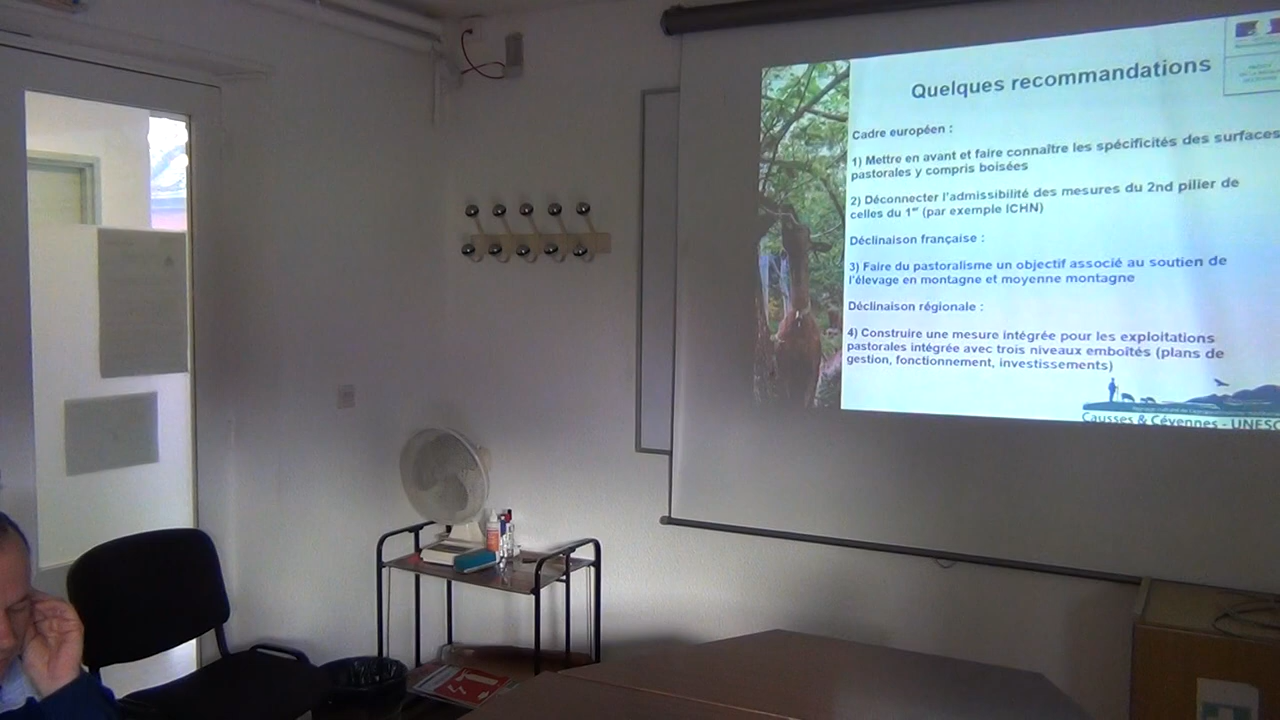 Quelques recommandations
Cadre européen :
1) Mettre en avant et faire connaître les spécificités des surfaces
pastorales y compris boisées
2) Déconnecter l'admissibilité des mesures du 2nd pilier de
celles du 1er (par exemple ICHN)
Déclinaison française :
3) Faire du pastoralisme un objectif associé au soutien de
l'élevage en montagne et moyenne montagne
Déclinaison régionale :
4) Construire une mesure intégrée pour les exploitations
pastorales intégrée avec trois niveaux emboîtés (plans de
gestion, fonctionnement, investissements)
Causses & Cévennes - UNESC